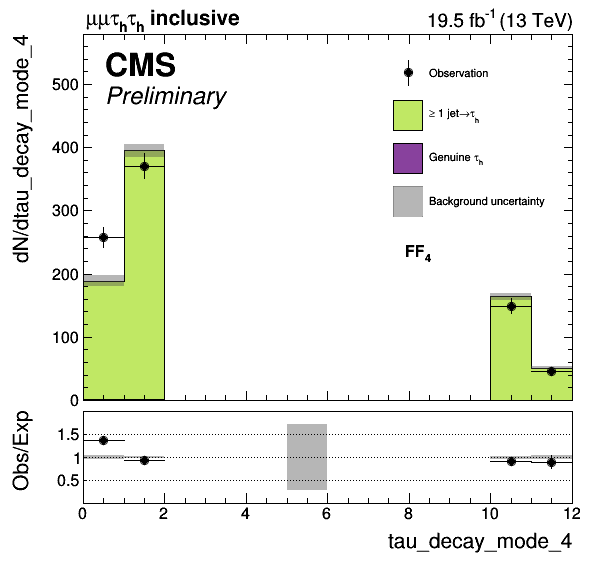 μμτhτh inclusive
19.5 fb-1 (13 TeV)
dN/dtau_decay_mode_4
CMS
Preliminary
Observation
≥ 1 jet→τh
Genuine τh
Background uncertainty
FF4
500
400
300
200
100
0
Obs/Exp
1.5
1
0.5
0 2 4 6 8 10 12
tau_decay_mode_4